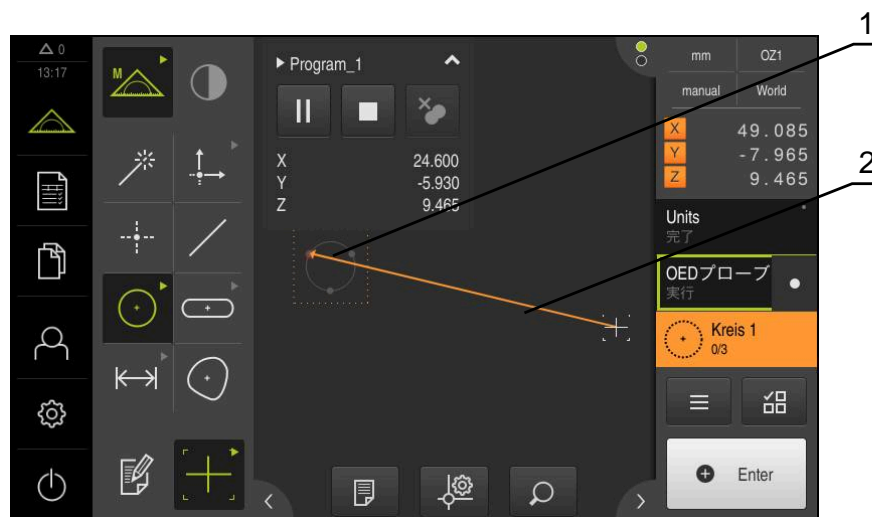 1
2
0
13:17
M
Program_1
X 24.600
Y -5.930
Z 9.465
mm OZ1
manual World
X 49.085
Y -7.965
Z 9.465
Units
完了
OEDプローブ
実行
Kreis 1
0/3
Enter